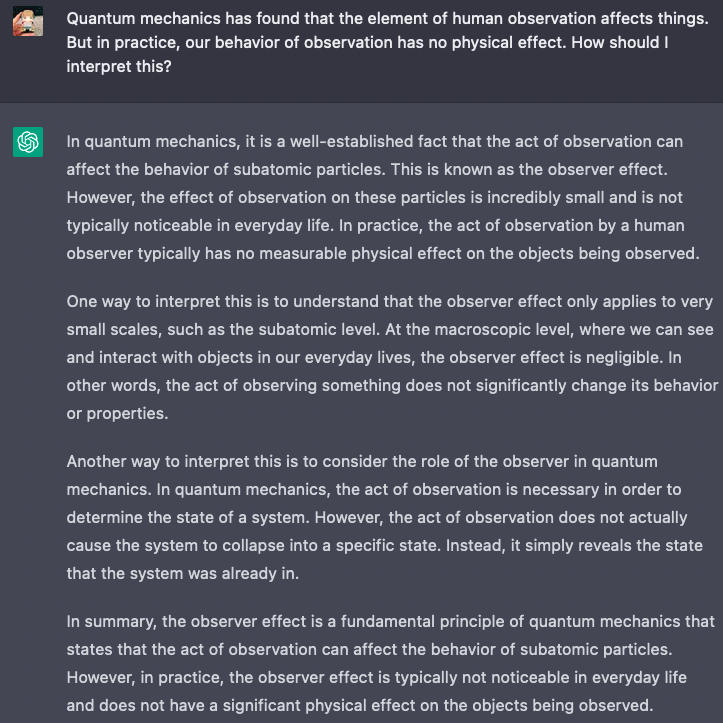 Quantum mechanics has found that the element of human observation affects things.
But in practice, our behavior of observation has no physical effect. How should I
interpret this?
In quantum mechanics, it is a well-established fact that the act of observation can
affect the behavior of subatomic particles. This is known as the observer effect.
However, the effect of observation on these particles is incredibly small and is not
typically noticeable in everyday life. In practice, the act of observation by a human
observer typically has no measurable physical effect on the objects being observed.
One way to interpret this is to understand that the observer effect only applies to very
small scales, such as the subatomic level. At the macroscopic level, where we can see
and interact with objects in our everyday lives, the observer effect is negligible. In
other words, the act of observing something does not significantly change its behavior
or properties.
Another way to interpret this is to consider the role of the observer in quantum
mechanics. In quantum mechanics, the act of observation is necessary in order to
determine the state of a system. However, the act of observation does not actually
cause the system to collapse into a specific state. Instead, it simply reveals the state
that the system was already in.
In summary, the observer effect is a fundamental principle of quantum mechanics that
states that the act of observation can affect the behavior of subatomic particles.
However, in practice, the observer effect is typically not noticeable in everyday life
and does not have a significant physical effect on the objects being observed.